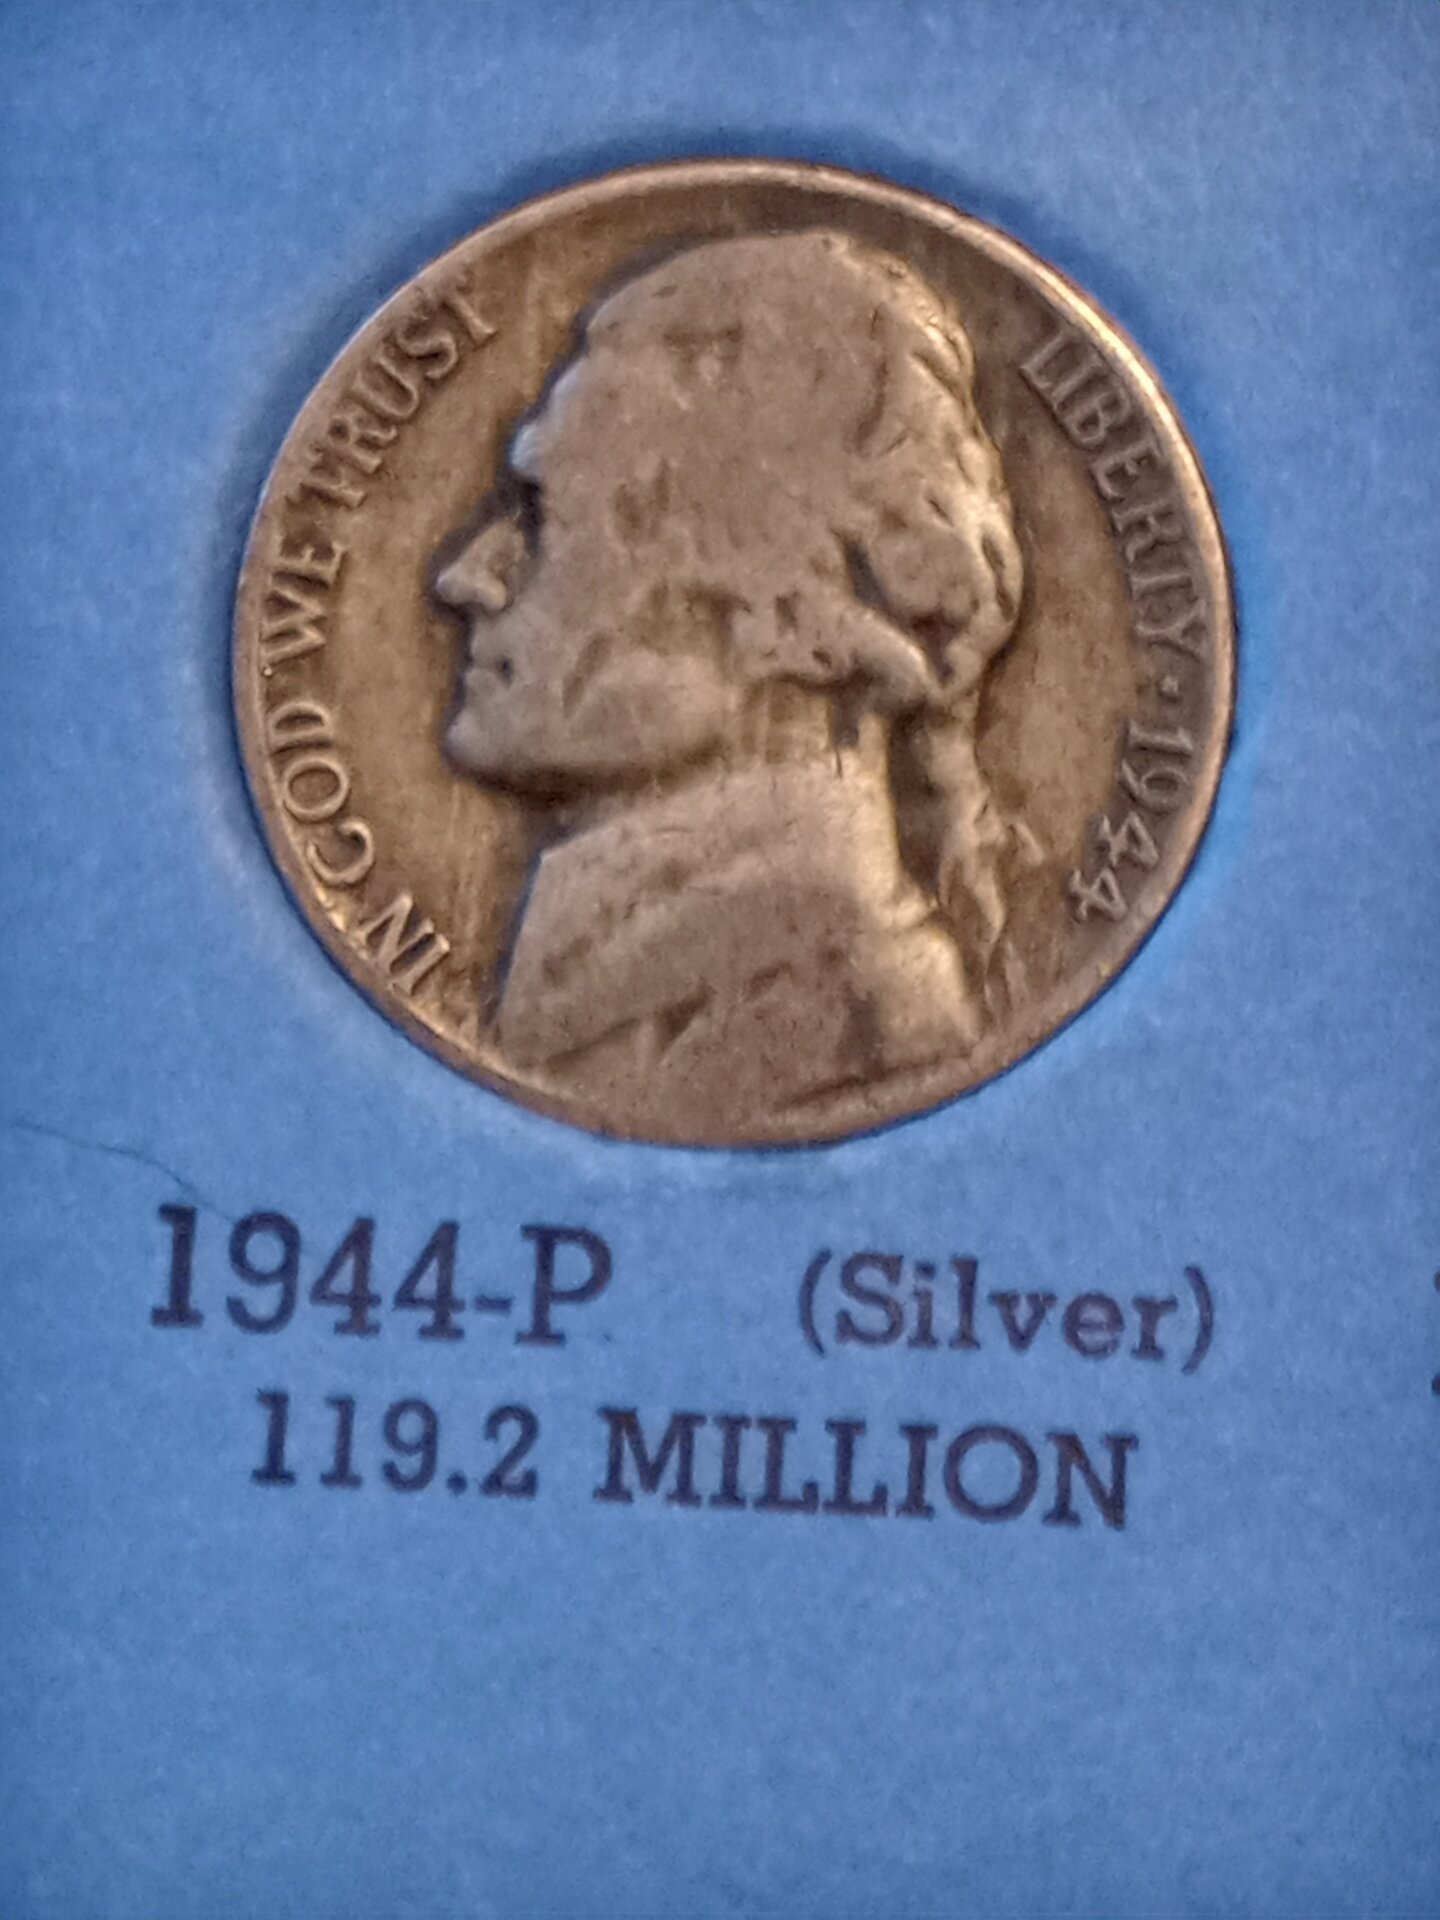 IN GOD WE TRUST
LIBERTY · 1944
1944-P (Silver)
119.2 MILLION